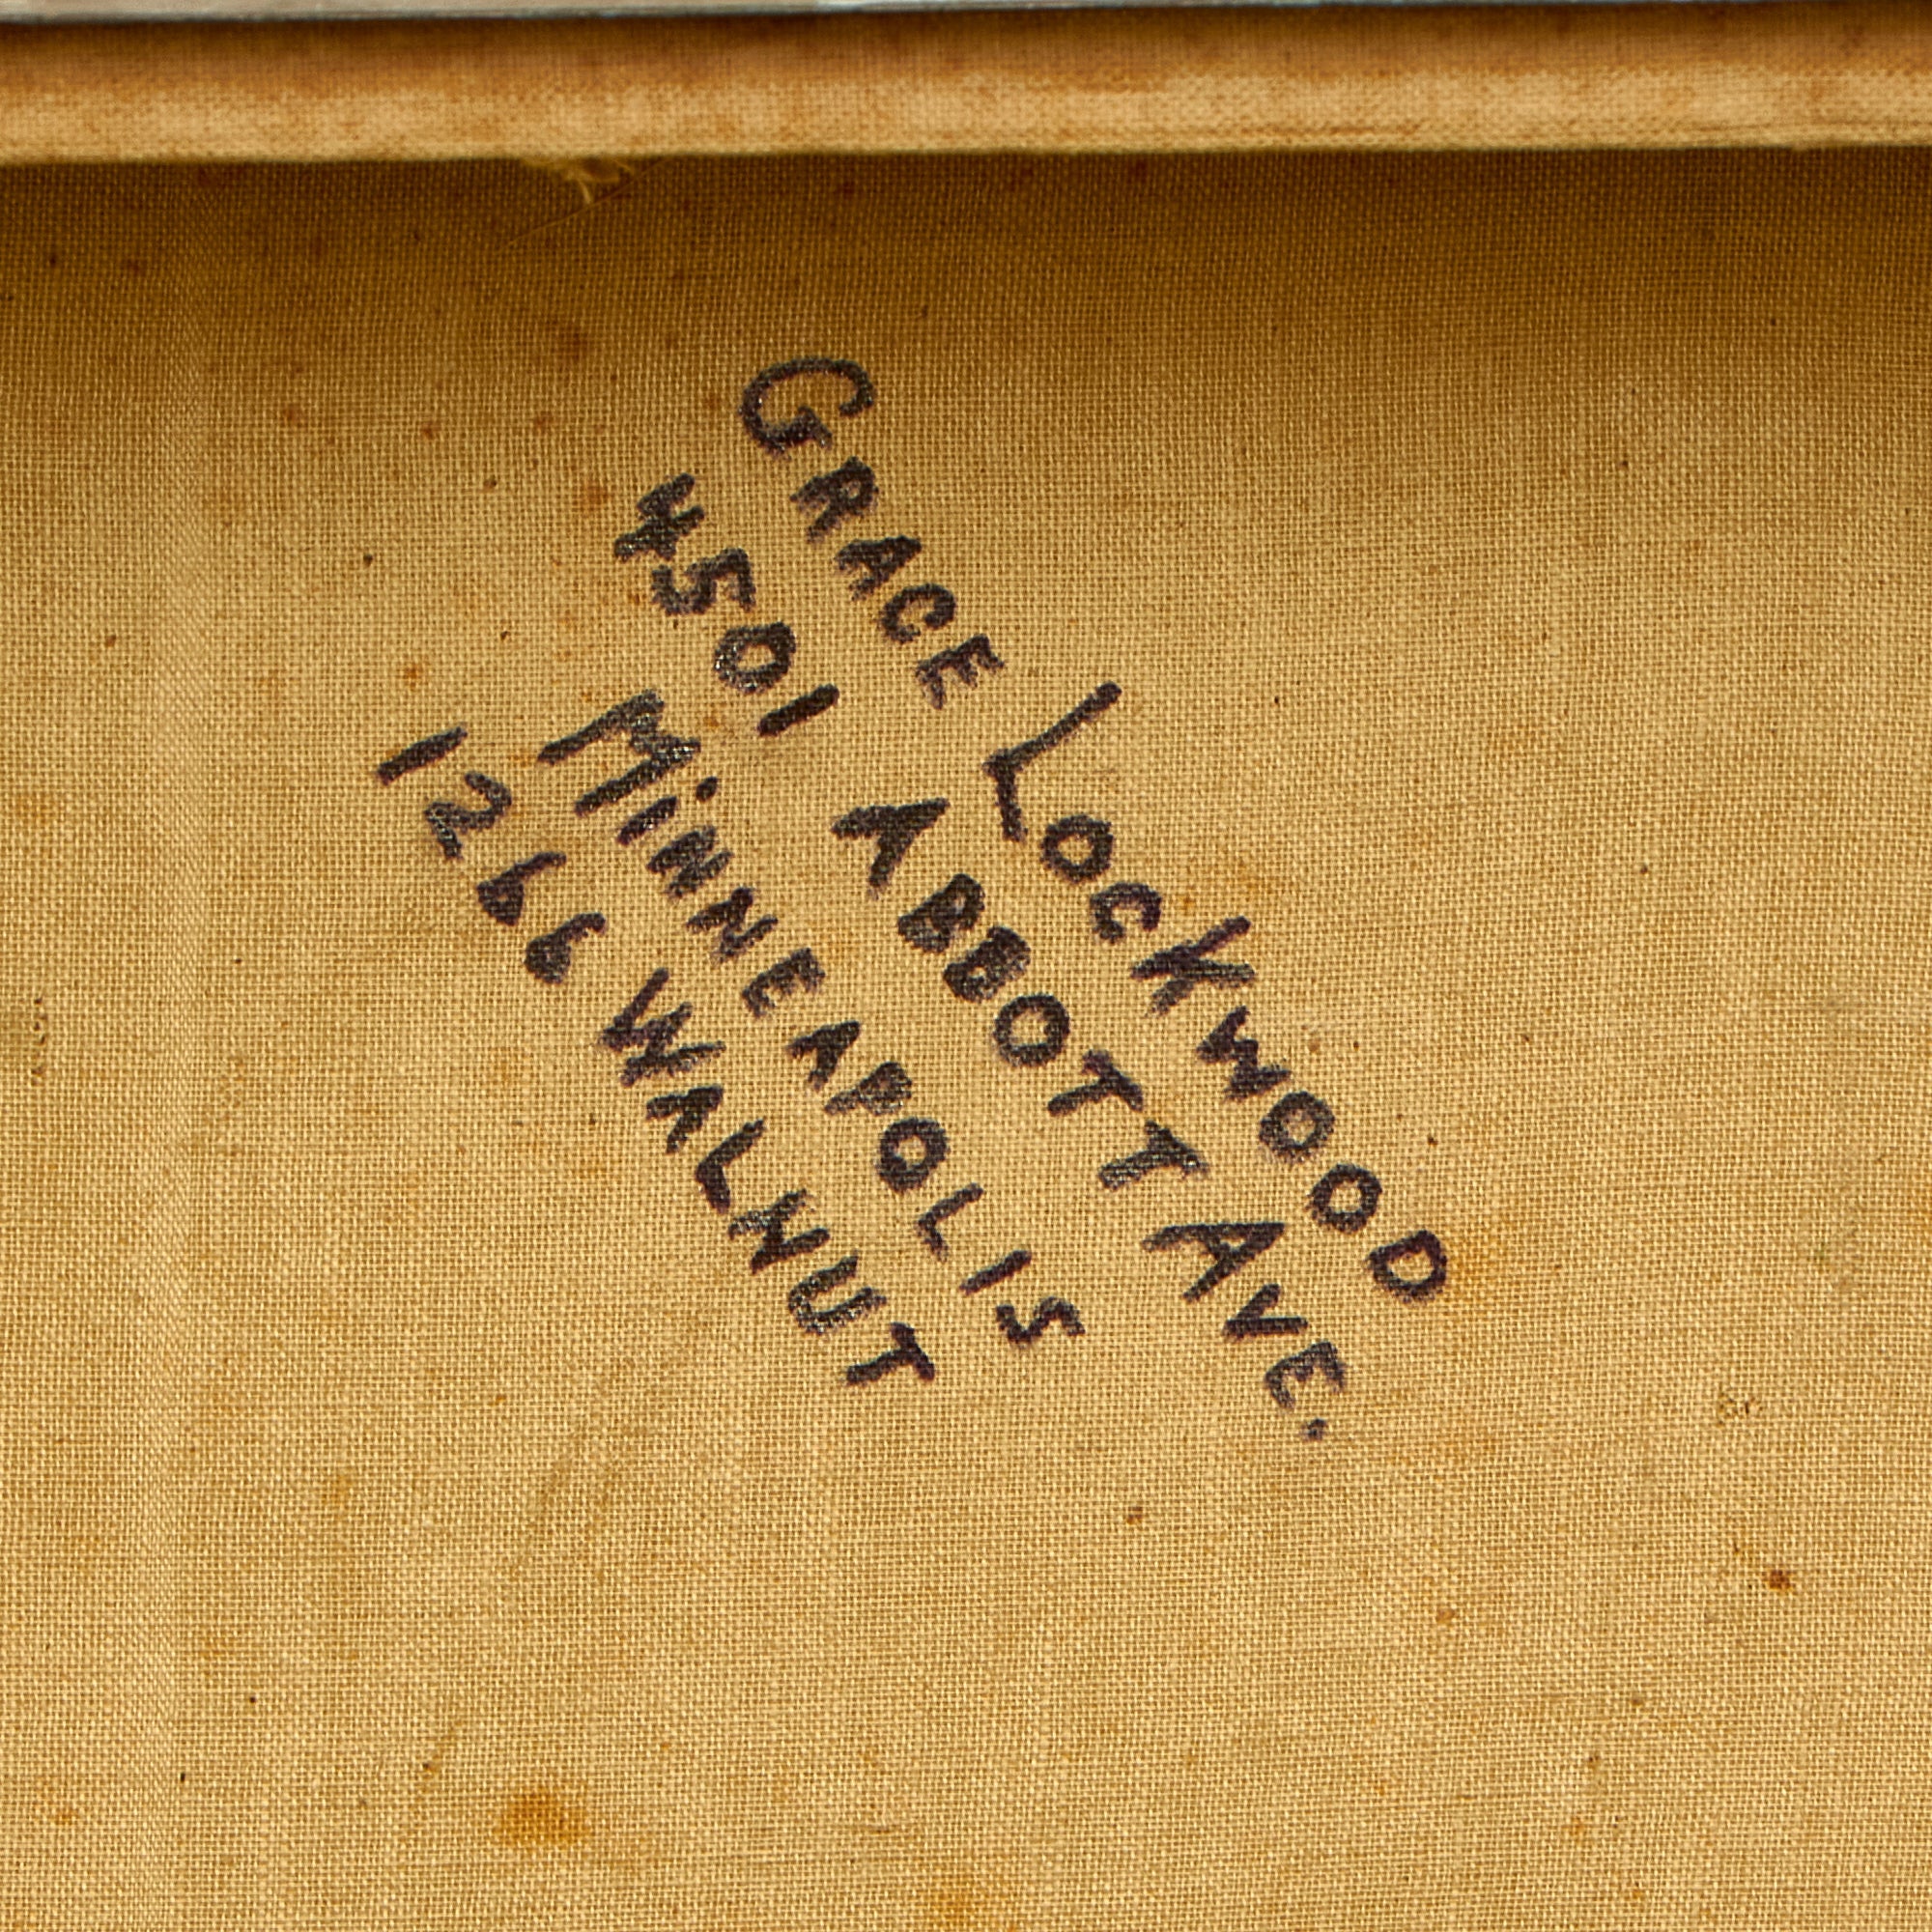 GRACE LOCKWOOD
4501 ABBOTT AVE.
MiNNEAPOLIS
1266 WALNUT